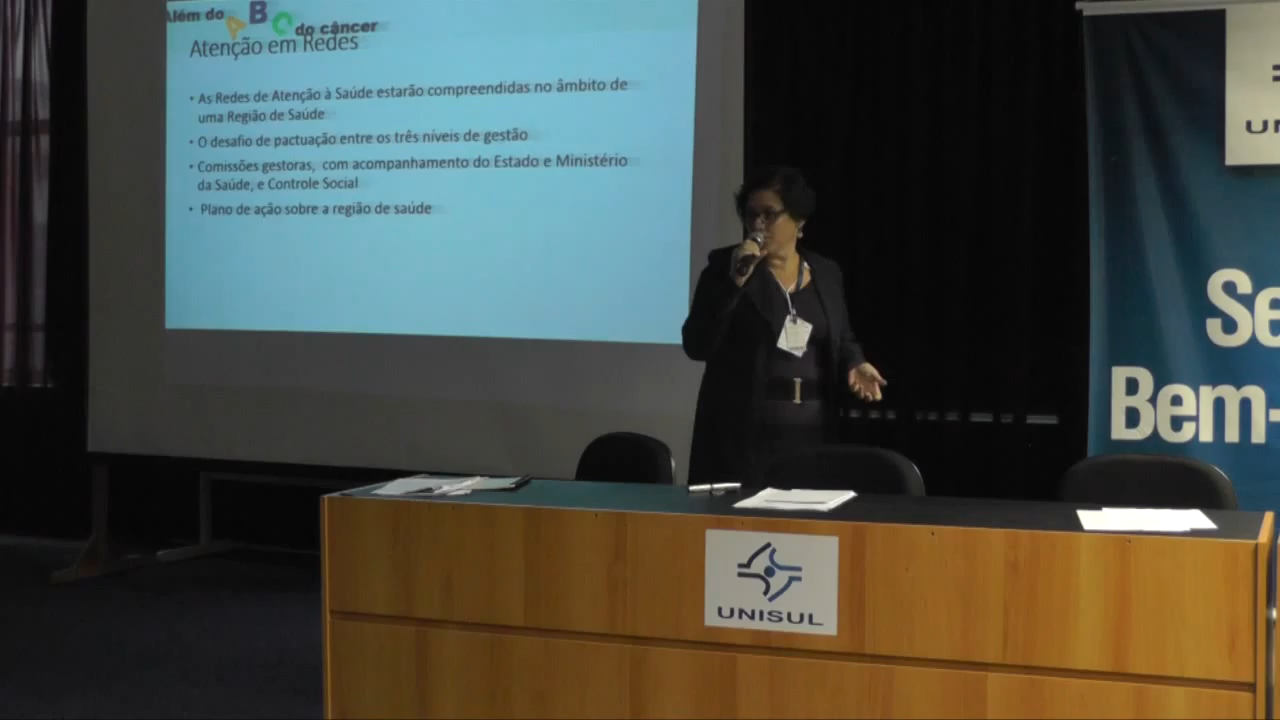 Além do ABC do câncer
Atenção em Redes
• As Redes de Atenção à Saúde estarão compreendidas no âmbito de
uma Região de Saúde
• O desafio de pactuação entre os três níveis de gestão
• Comissões gestoras, com acompanhamento do Estado e Ministério
da Saúde, e Controle Social
• Plano de ação sobre a região de saúde
UN
Se
Bem-
UNISUL